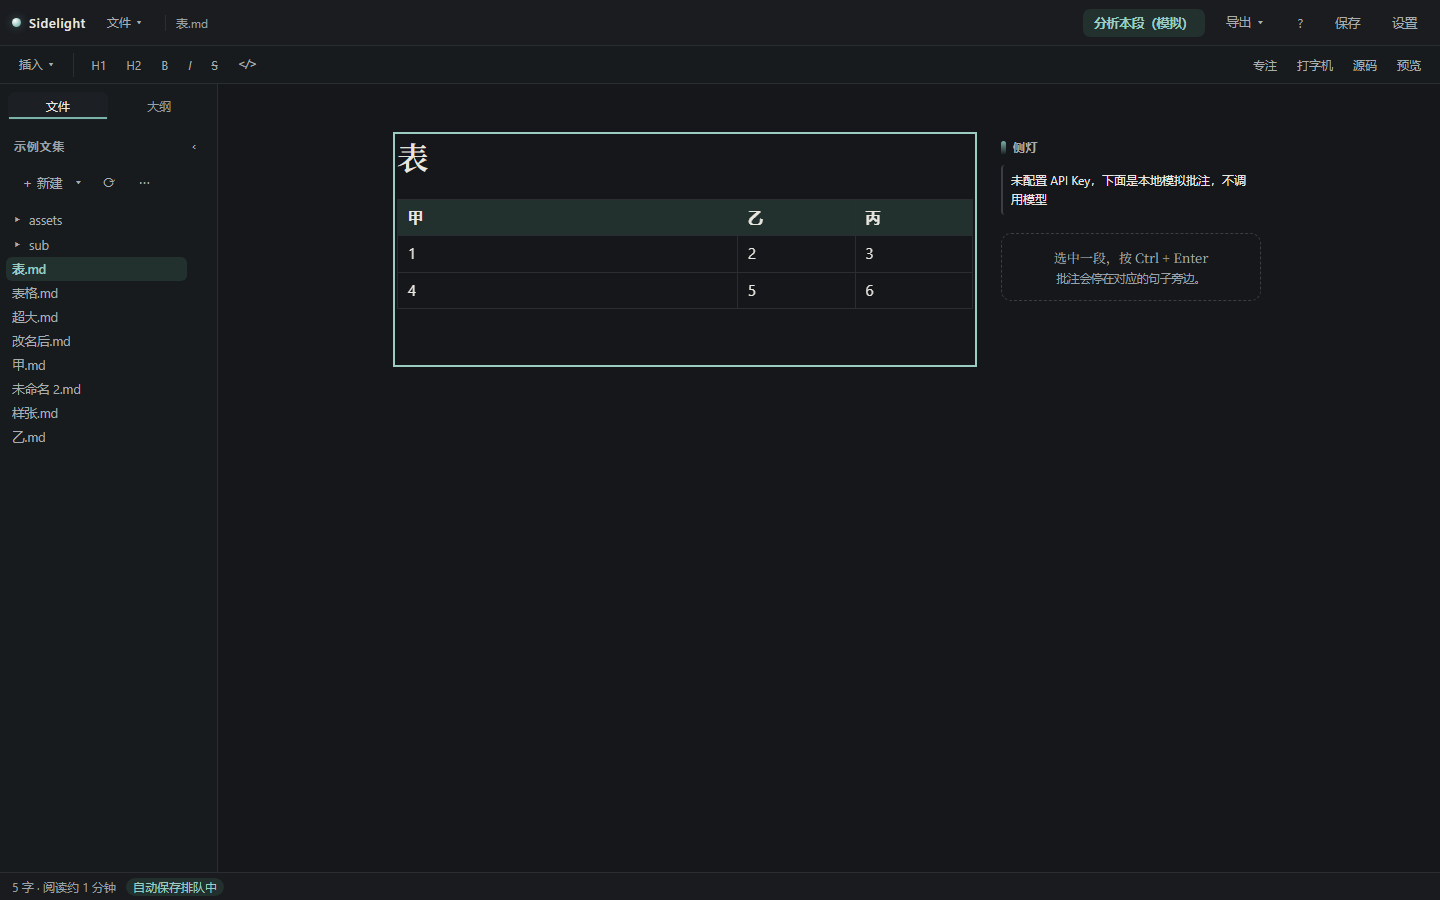 Sidelight 文件 表.md 分析本段（模拟） 导出 ? 保存 设置
插入 H1 H2 B I S </> 专注 打字机 源码 预览
文件 大纲
示例文集
+ 新建 ...
assets
sub
表.md
表格.md
超大.md
改名后.md
甲.md
未命名 2.md
样张.md
乙.md
表
甲 乙 丙
1 2 3
4 5 6
侧灯
未配置 API Key，下面是本地模拟批注，不调
用模型
选中一段，按 Ctrl + Enter
批注会停在对应的句子旁边。
5 字 · 阅读约 1 分钟 自动保存排队中